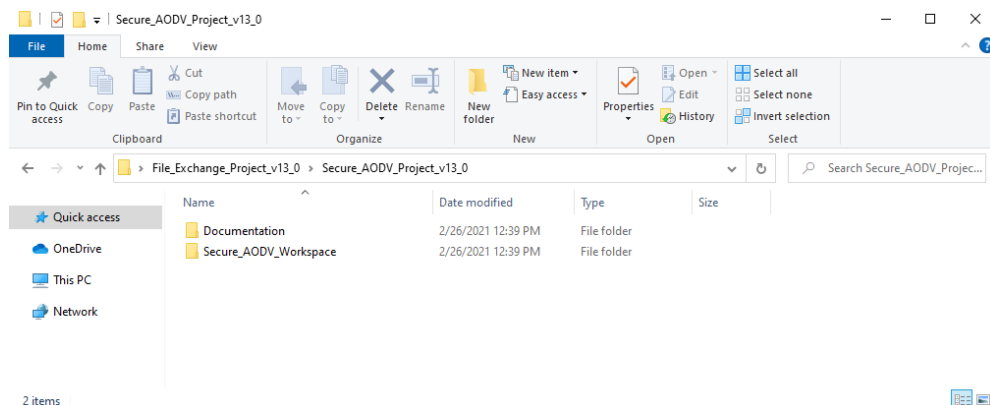 Secure_AODV_Project_v13_0
File Home Share View
Pin to Quick access
Copy
Paste
Cut
Copy path
Paste shortcut
Clipboard
Move to
Copy to
Delete
Rename
Organize
New folder
New item
Easy access
New
Properties
Open
Edit
History
Open
Select all
Select none
Invert selection
Select
File_Exchange_Project_v13_0 > Secure_AODV_Project_v13_0
Search Secure_AODV_Projec...
Quick access
OneDrive
This PC
Network
Name Date modified Type Size
Documentation 2/26/2021 12:39 PM File folder
Secure_AODV_Workspace 2/26/2021 12:39 PM File folder
2 items